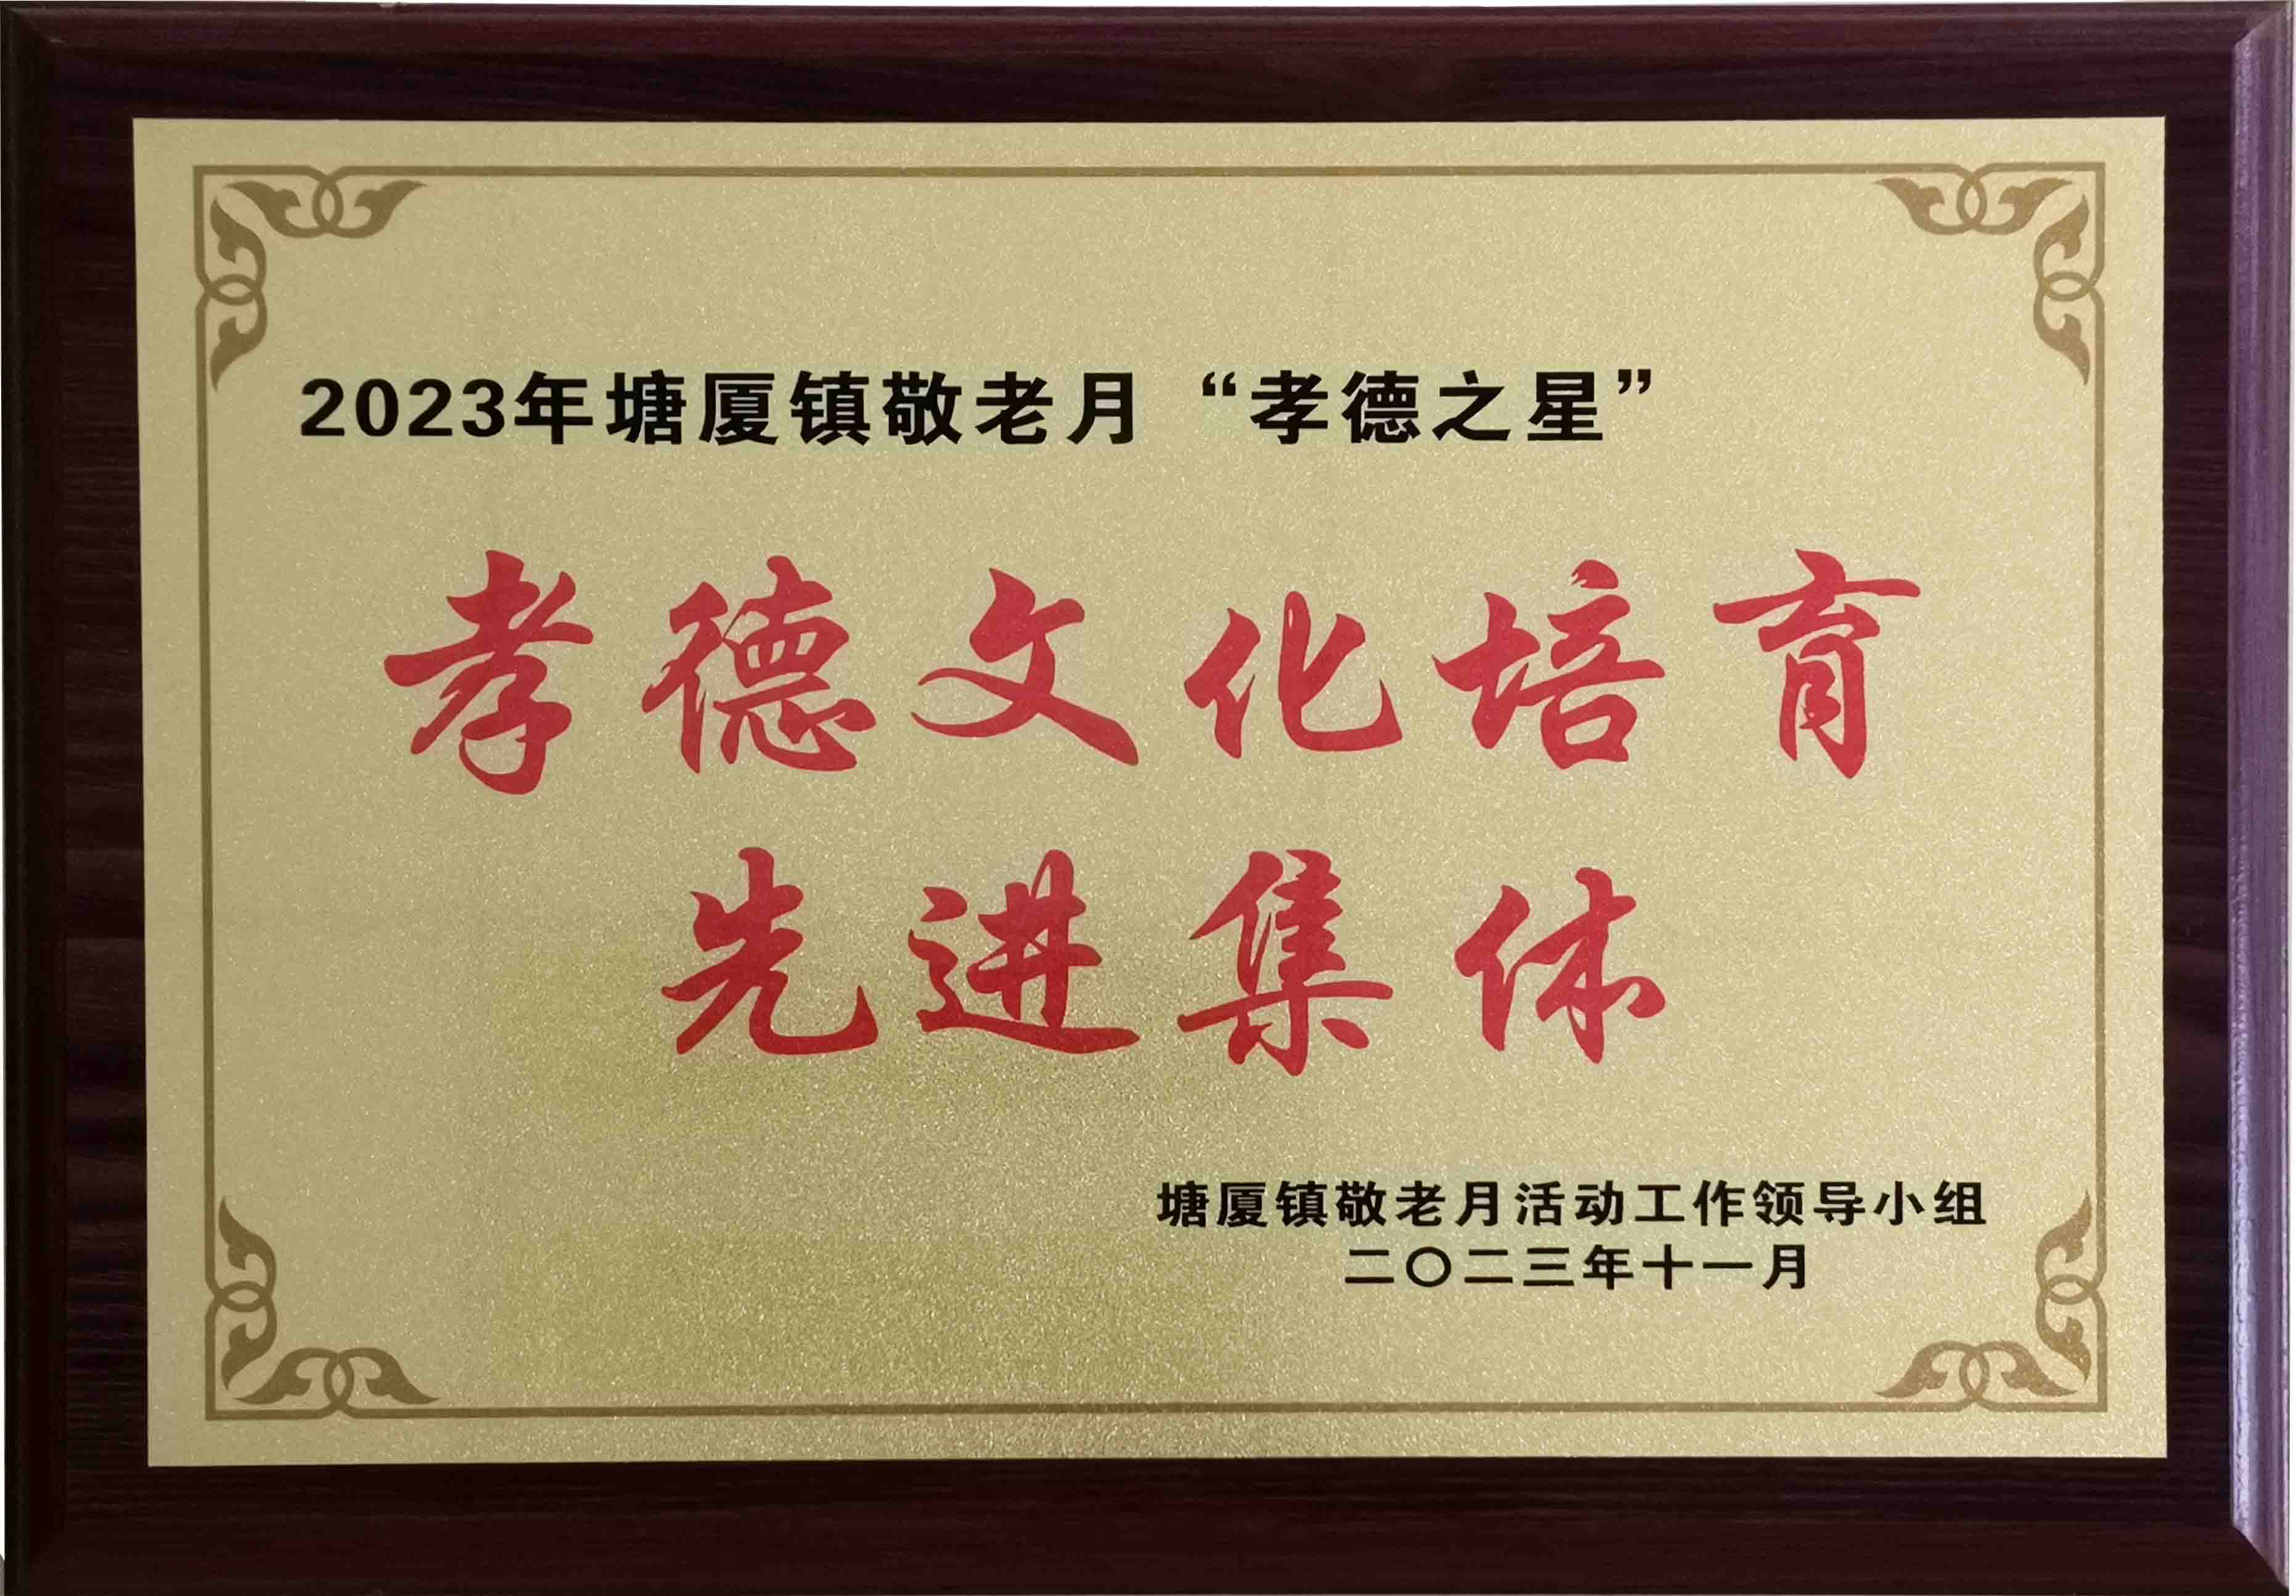 2023年塘厦镇敬老月“孝德之星”
孝德文化培育
先进集体
塘厦镇敬老月活动工作领导小组
二〇二三年十一月